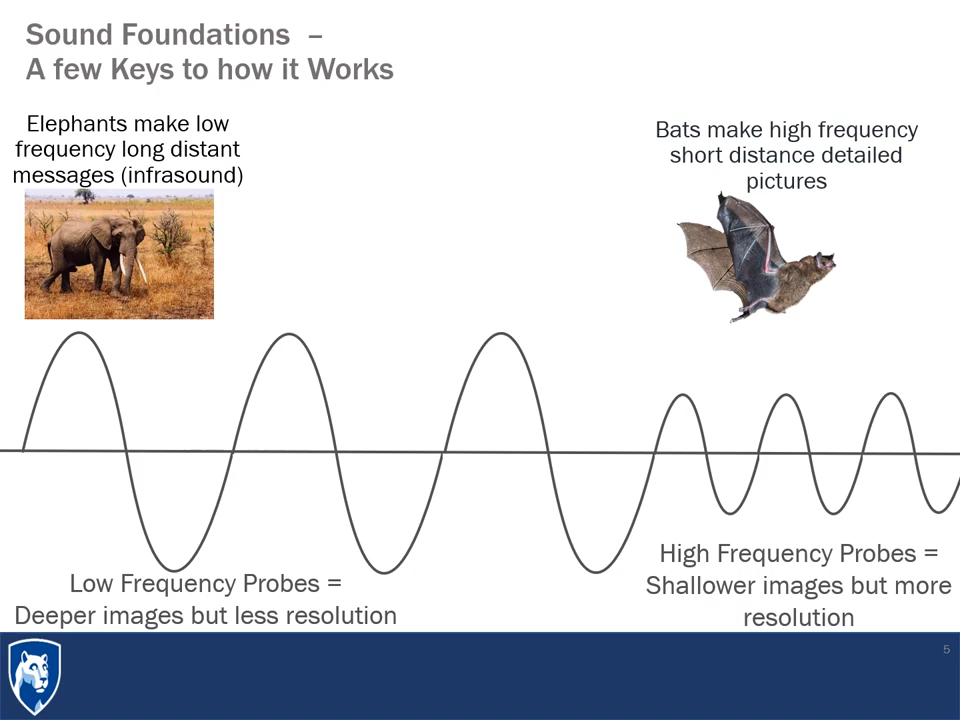 Sound Foundations –
A few Keys to how it Works
Elephants make low
frequency long distant
messages (infrasound)
Bats make high frequency
short distance detailed
pictures
Low Frequency Probes =
Deeper images but less resolution
High Frequency Probes =
Shallower images but more
resolution
5